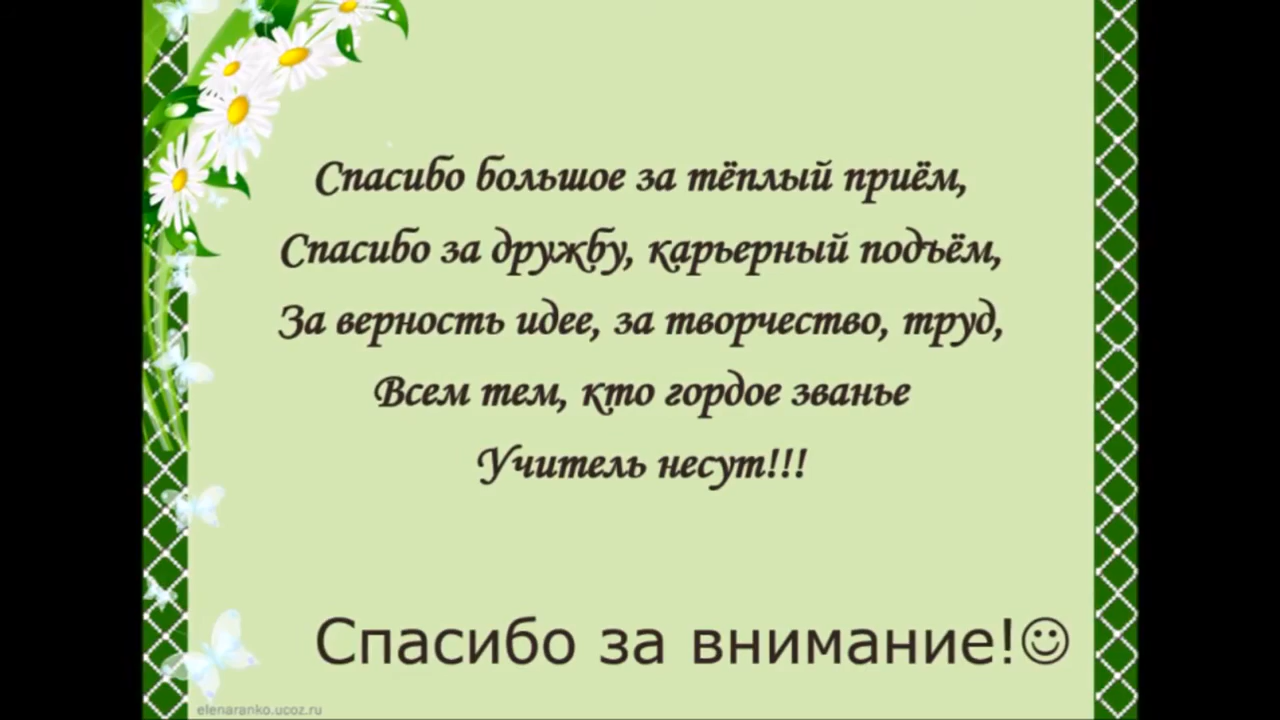 Спасибо большое за тёплый приём,
Спасибо за дружбу, карьерный подъём,
За верность идее, за творчество, труд,
Всем тем, кто гордое званье
Учитель несут!!!
Спасибо за внимание!☺
elenaranko.ucoz.ru